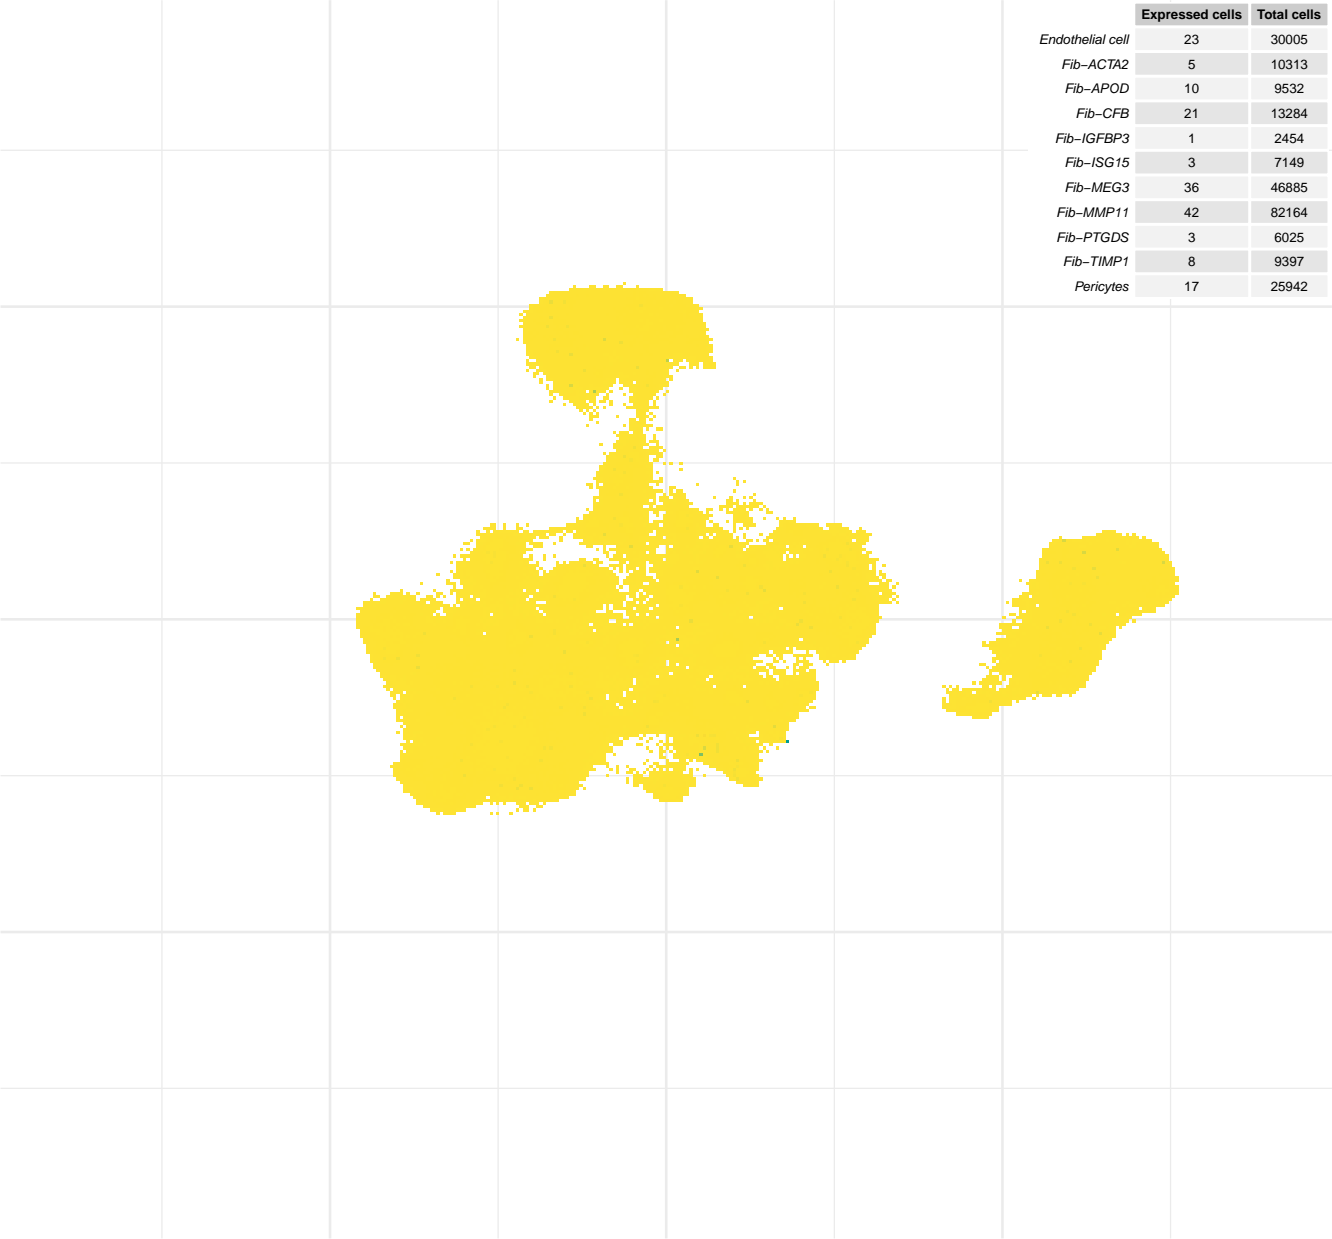 Expressed cells Total cells
Endothelial cell 23 30005
Fib−ACTA2 5 10313
Fib−APOD 10 9532
Fib−CFB 21 13284
Fib−IGFBP3 1 2454
Fib−ISG15 3 7149
Fib−MEG3 36 46885
Fib−MMP11 42 82164
Fib−PTGDS 3 6025
Fib−TIMP1 8 9397
Pericytes 17 25942